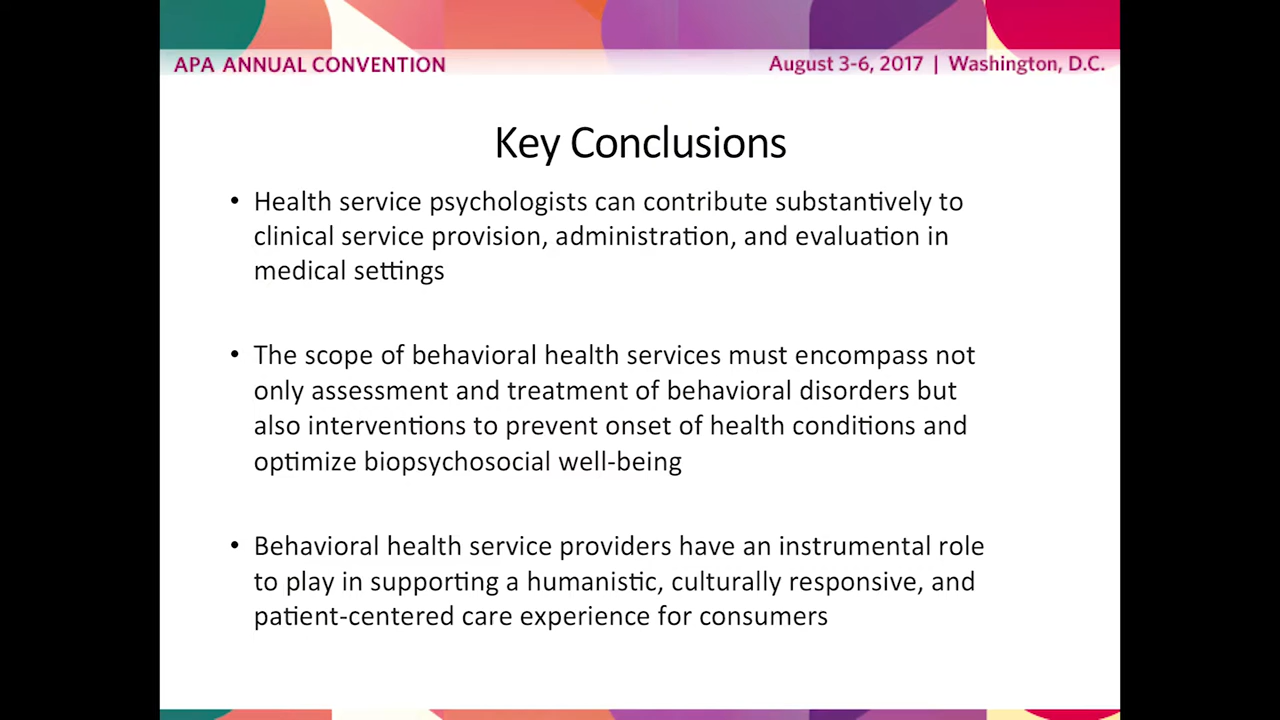 APA ANNUAL CONVENTION
August 3-6, 2017 | Washington, D.C.
Key Conclusions
• Health service psychologists can contribute substantively to
clinical service provision, administration, and evaluation in
medical settings
• The scope of behavioral health services must encompass not
only assessment and treatment of behavioral disorders but
also interventions to prevent onset of health conditions and
optimize biopsychosocial well-being
• Behavioral health service providers have an instrumental role
to play in supporting a humanistic, culturally responsive, and
patient-centered care experience for consumers